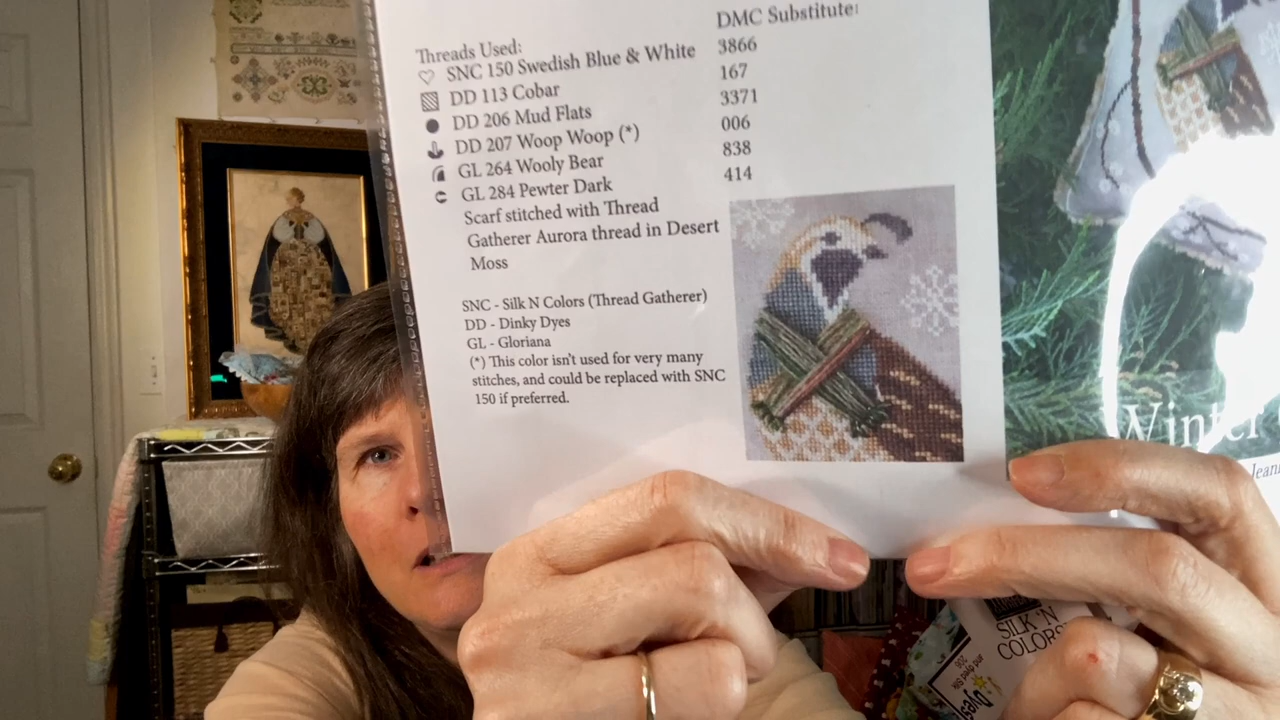 Threads Used:
DMC Substitute:
SNC 150 Swedish Blue & White 3866
DD 113 Cobar 167
DD 206 Mud Flats 3371
DD 207 Woop Woop (*) 006
GL 264 Wooly Bear 838
GL 284 Pewter Dark 414
Scarf stitched with Thread
Gatherer Aurora thread in Desert
Moss
SNC - Silk N Colors (Thread Gatherer)
DD - Dinky Dyes
GL - Gloriana
(*) This color isn't used for very many
stitches, and could be replaced with SNC
150 if preferred.
Winter
SILK 'N
COLORS
206
Dyes